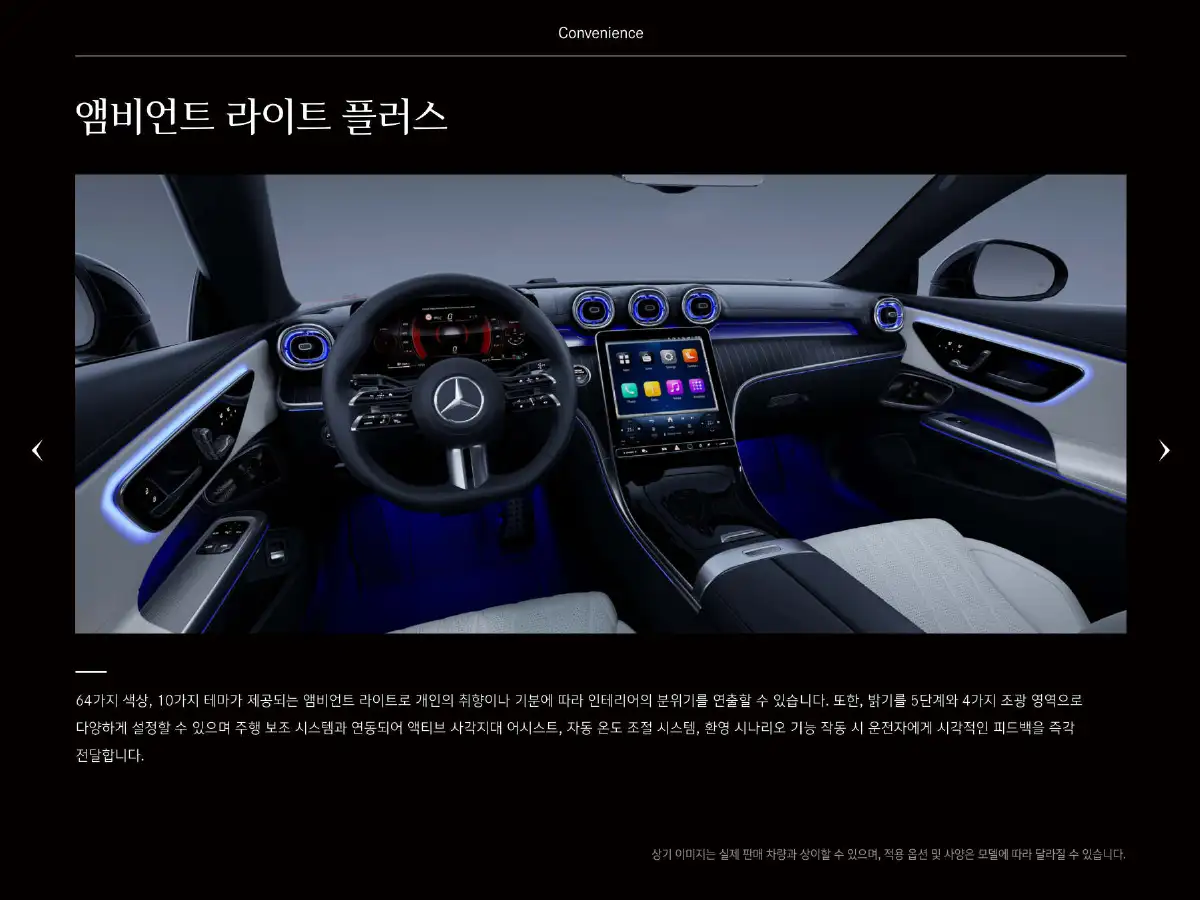 Convenience
앰비언트 라이트 플러스
64가지 색상, 10가지 테마가 제공되는 앰비언트 라이트로 개인의 취향이나 기분에 따라 인테리어의 분위기를 연출할 수 있습니다. 또한, 밝기를 5단계와 4가지 조광 영역으로
다양하게 설정할 수 있으며 주행 보조 시스템과 연동되어 액티브 사각지대 어시스트, 자동 온도 조절 시스템, 환영 시나리오 기능 작동 시 운전자에게 시각적인 피드백을 즉각
전달합니다.
상기 이미지는 실제 판매 차량과 상이할 수 있으며, 적용 옵션 및 사양은 모델에 따라 달라질 수 있습니다.